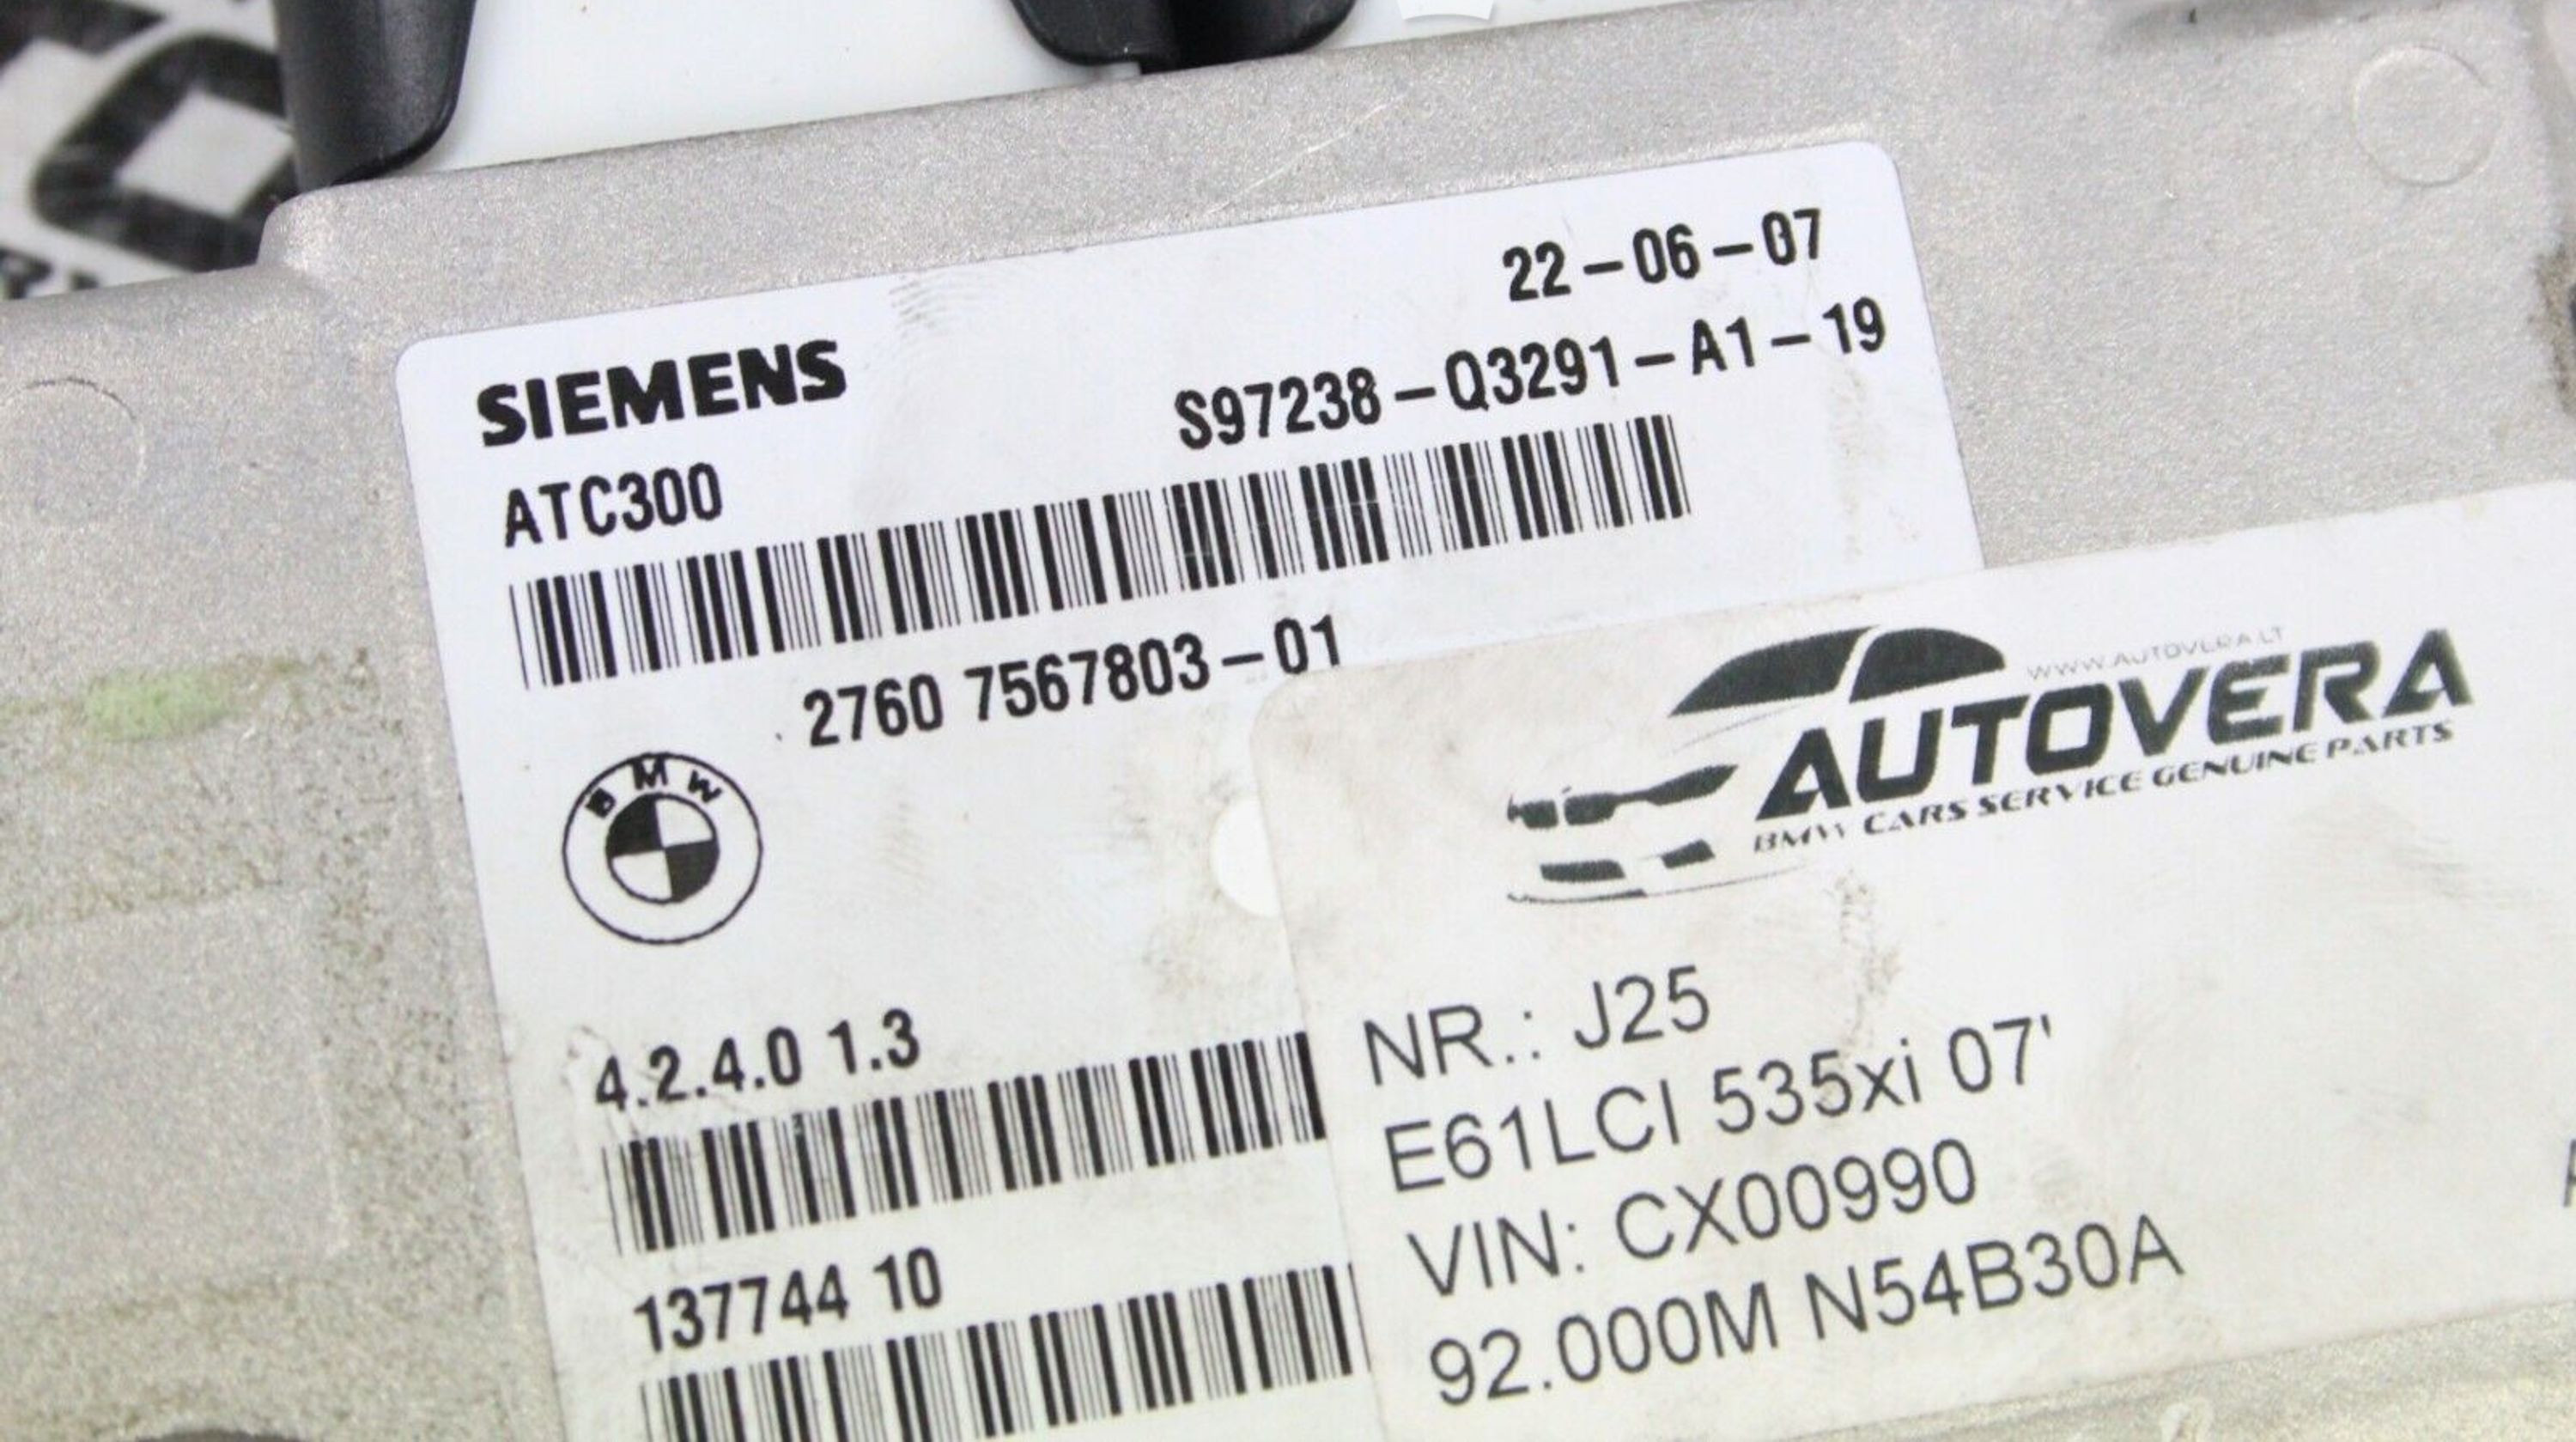 22-06-07
SIEMENS
S97238-Q3291-A1-19
ATC300
2760 7567803-01
BMW
4.2.4.0 1.3
137744 10
WWW.AUTOVERA.LT
AUTOVERA
BMW CARS SERVICE GENUINE PARTS
NR.: J25
E61LCI 535xi 07'
VIN: CX00990
92.000M N54B30A